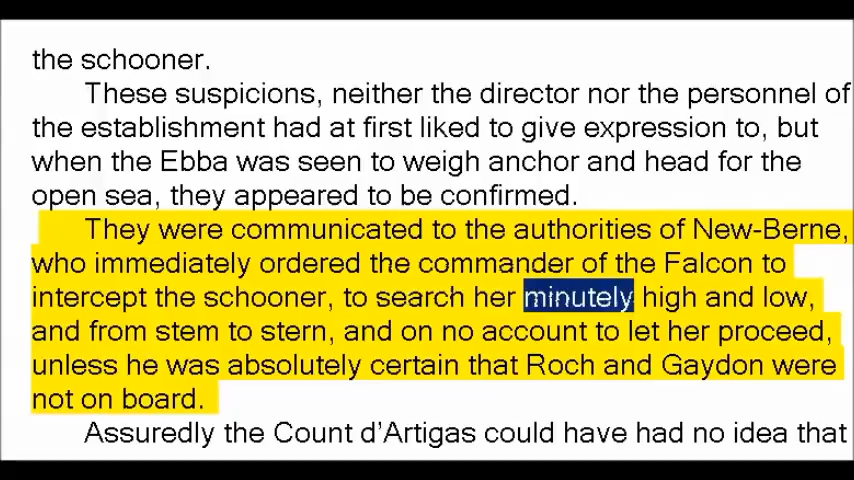 the schooner.
These suspicions, neither the director nor the personnel of
the establishment had at first liked to give expression to, but
when the Ebba was seen to weigh anchor and head for the
open sea, they appeared to be confirmed.
They were communicated to the authorities of New-Berne,
who immediately ordered the commander of the Falcon to
intercept the schooner, to search her minutely high and low,
and from stem to stern, and on no account to let her proceed,
unless he was absolutely certain that Roch and Gaydon were
not on board.
Assuredly the Count d’Artigas could have had no idea that